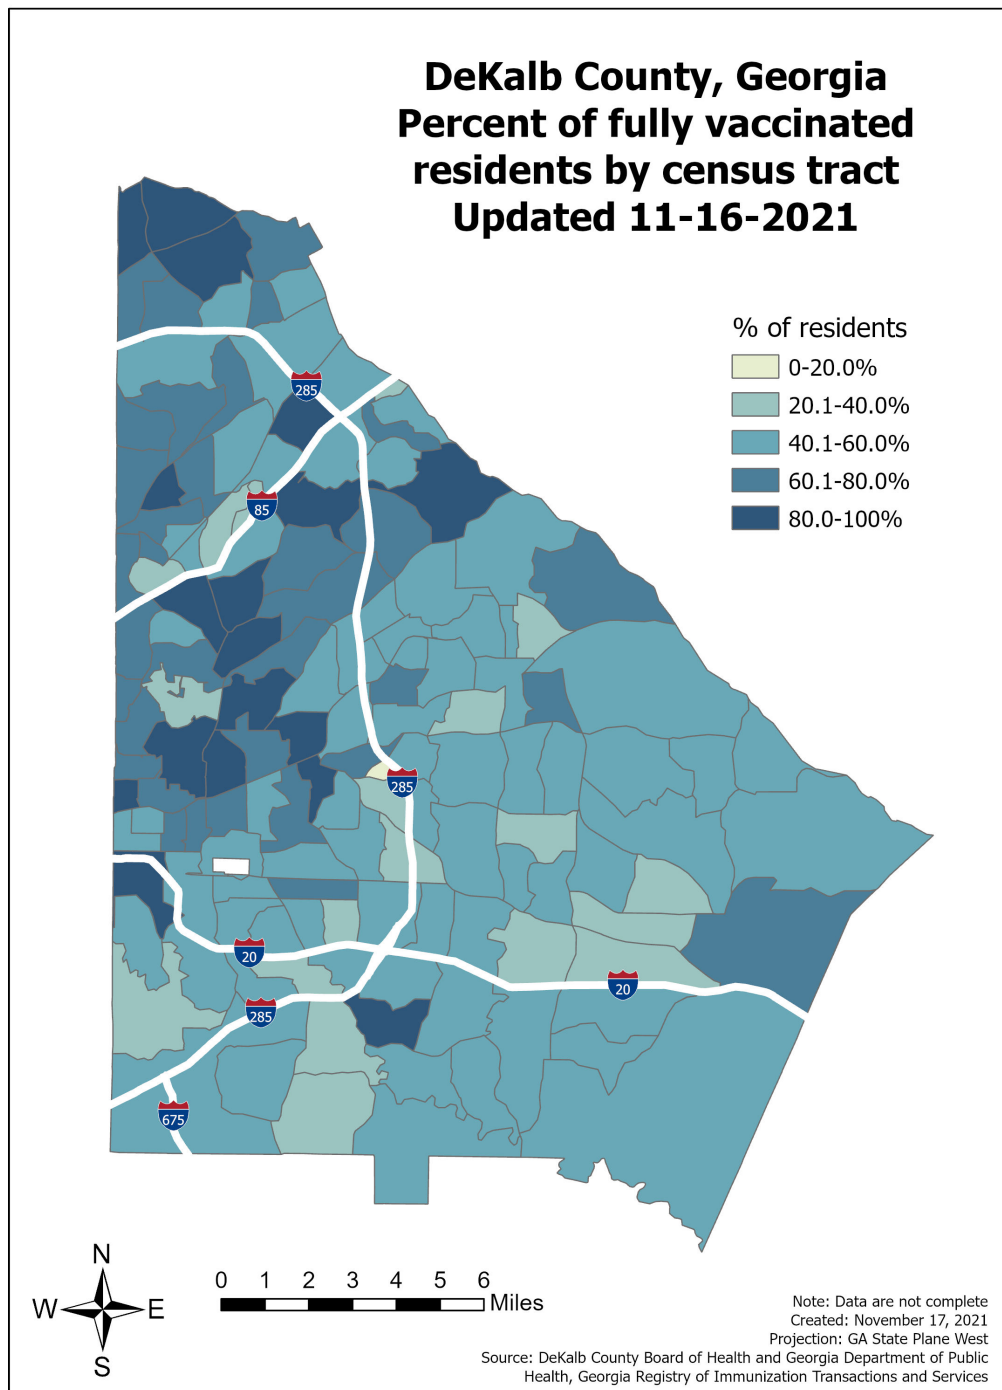 DeKalb County, Georgia
Percent of fully vaccinated
residents by census tract
Updated 11-16-2021
% of residents
0-20.0%
20.1-40.0%
40.1-60.0%
60.1-80.0%
80.0-100%
285
85
285
20
20
285
675
N
W E
S
0 1 2 3 4 5 6
Miles
Note: Data are not complete
Created: November 17, 2021
Projection: GA State Plane West
Source: DeKalb County Board of Health and Georgia Department of Public
Health, Georgia Registry of Immunization Transactions and Services